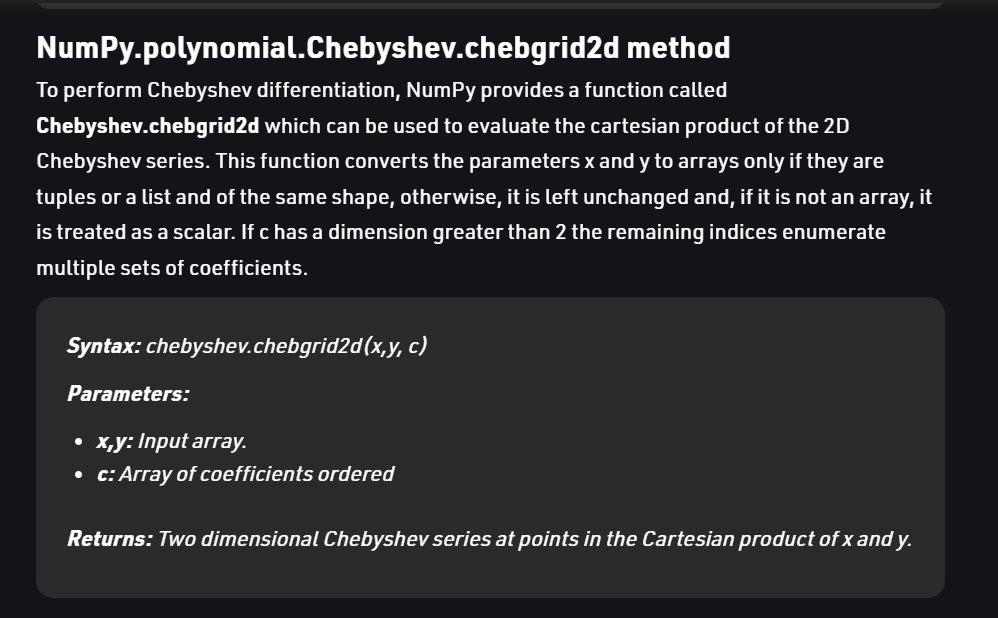 NumPy.polynomial.Chebyshev.chebgrid2d method
To perform Chebyshev differentiation, NumPy provides a function called
Chebyshev.chebgrid2d which can be used to evaluate the cartesian product of the 2D
Chebyshev series. This function converts the parameters x and y to arrays only if they are
tuples or a list and of the same shape, otherwise, it is left unchanged and, if it is not an array, it
is treated as a scalar. If c has a dimension greater than 2 the remaining indices enumerate
multiple sets of coefficients.
Syntax: chebyshev.chebgrid2d(x,y, c)
Parameters:
• x,y: Input array.
• c: Array of coefficients ordered
Returns: Two dimensional Chebyshev series at points in the Cartesian product of x and y.